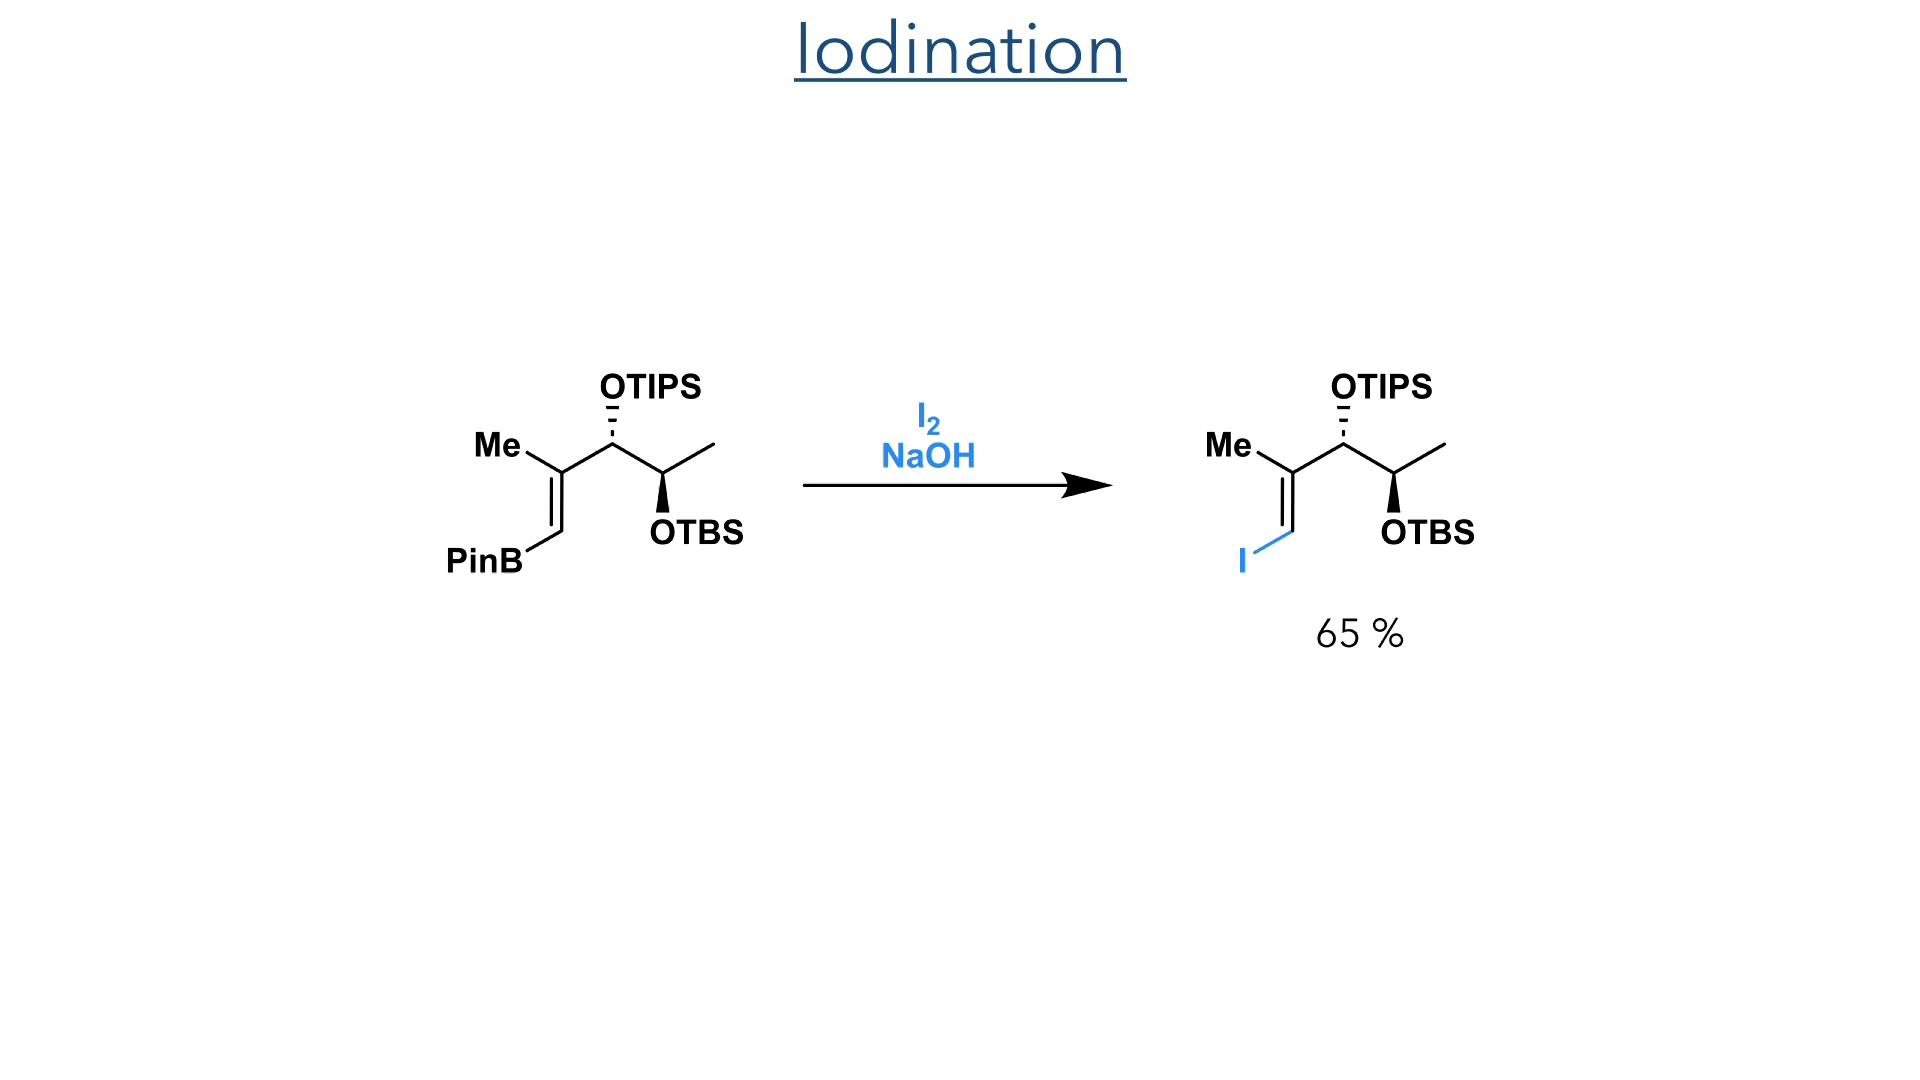 Iodination
OTIPS
Me
PinB
OTBS
I2
NaOH
OTIPS
Me
I
OTBS
65 %